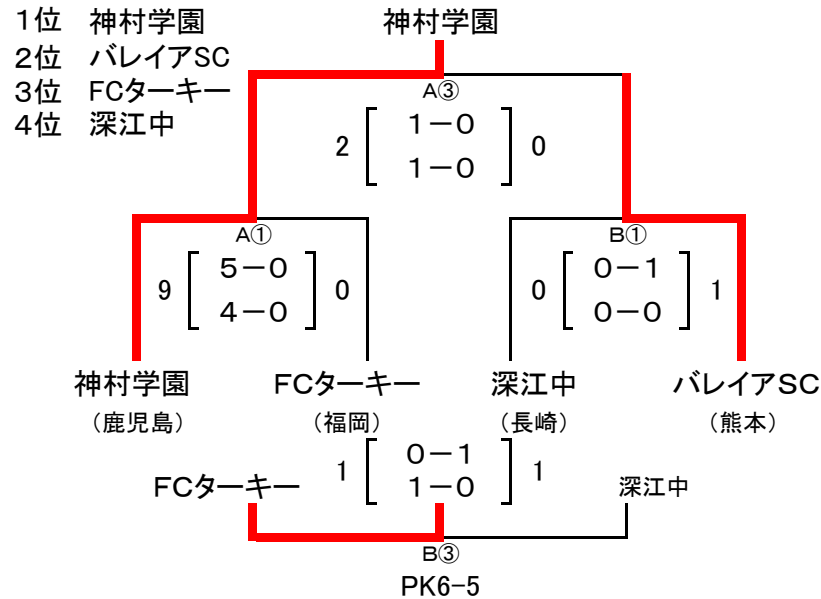 1位 神村学園
2位 バレイアSC
3位 FCターキー
4位 深江中
神村学園
A③
2 1－0 0
1－0
A①
9 5－0 0
4－0
B①
0 0－1 1
0－0
神村学園 FCターキー 深江中 バレイアSC
（鹿児島） （福岡） （長崎） （熊本）
FCターキー 1 0－1 1 深江中
1－0
B③
PK6-5